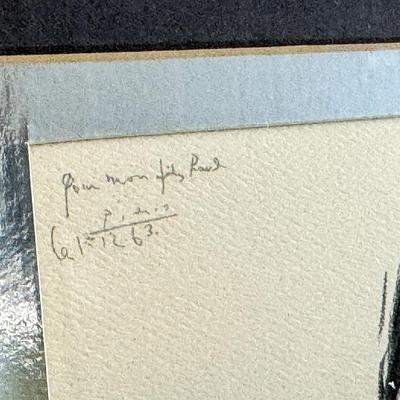 pour mon fils Paul
le 1=12.63.